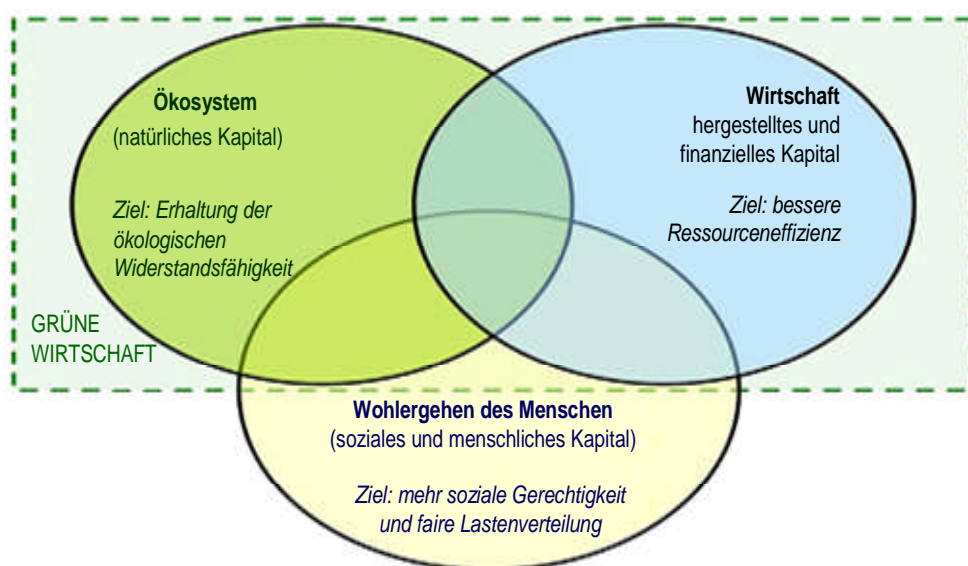 Ökosystem
(natürliches Kapital)
Ziel: Erhaltung der
ökologischen
Widerstandsfähigkeit
Wirtschaft
hergestelltes und
finanzielles Kapital
Ziel: bessere
Ressourceneffizienz
GRÜNE
WIRTSCHAFT
Wohlergehen des Menschen
(soziales und menschliches Kapital)
Ziel: mehr soziale Gerechtigkeit
und faire Lastenverteilung